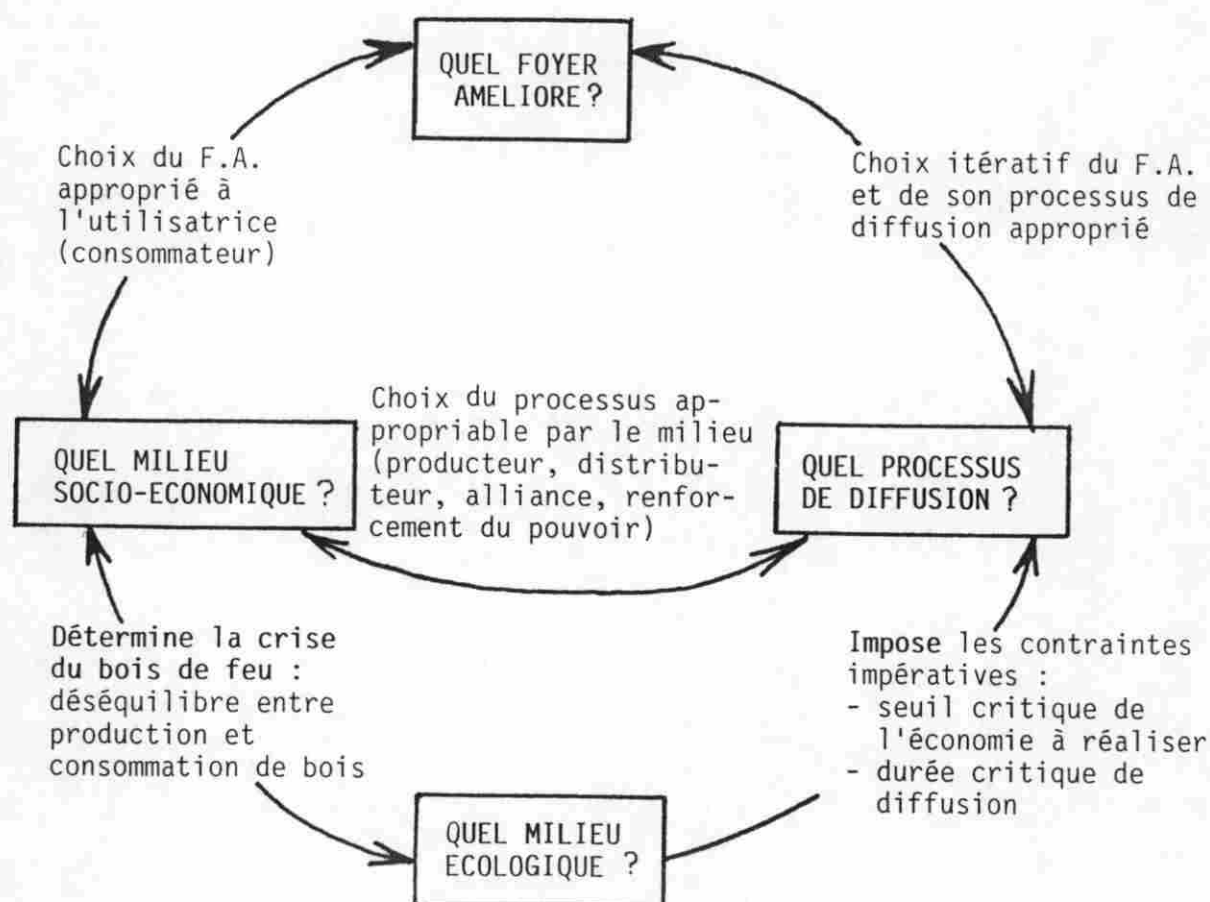 QUEL FOYER
AMELIORE ?
Choix du F.A.
approprié à
l'utilisatrice
(consommateur)
Choix itératif du F.A.
et de son processus de
diffusion approprié
QUEL MILIEU
SOCIO-ECONOMIQUE ?
Choix du processus ap-
propriable par le milieu
(producteur, distribu-
teur, alliance, renfor-
cement du pouvoir)
QUEL PROCESSUS
DE DIFFUSION ?
Détermine la crise
du bois de feu :
déséquilibre entre
production et
consommation de bois
Impose les contraintes
impératives :
- seuil critique de
l'économie à réaliser
- durée critique de
diffusion
QUEL MILIEU
ECOLOGIQUE ?